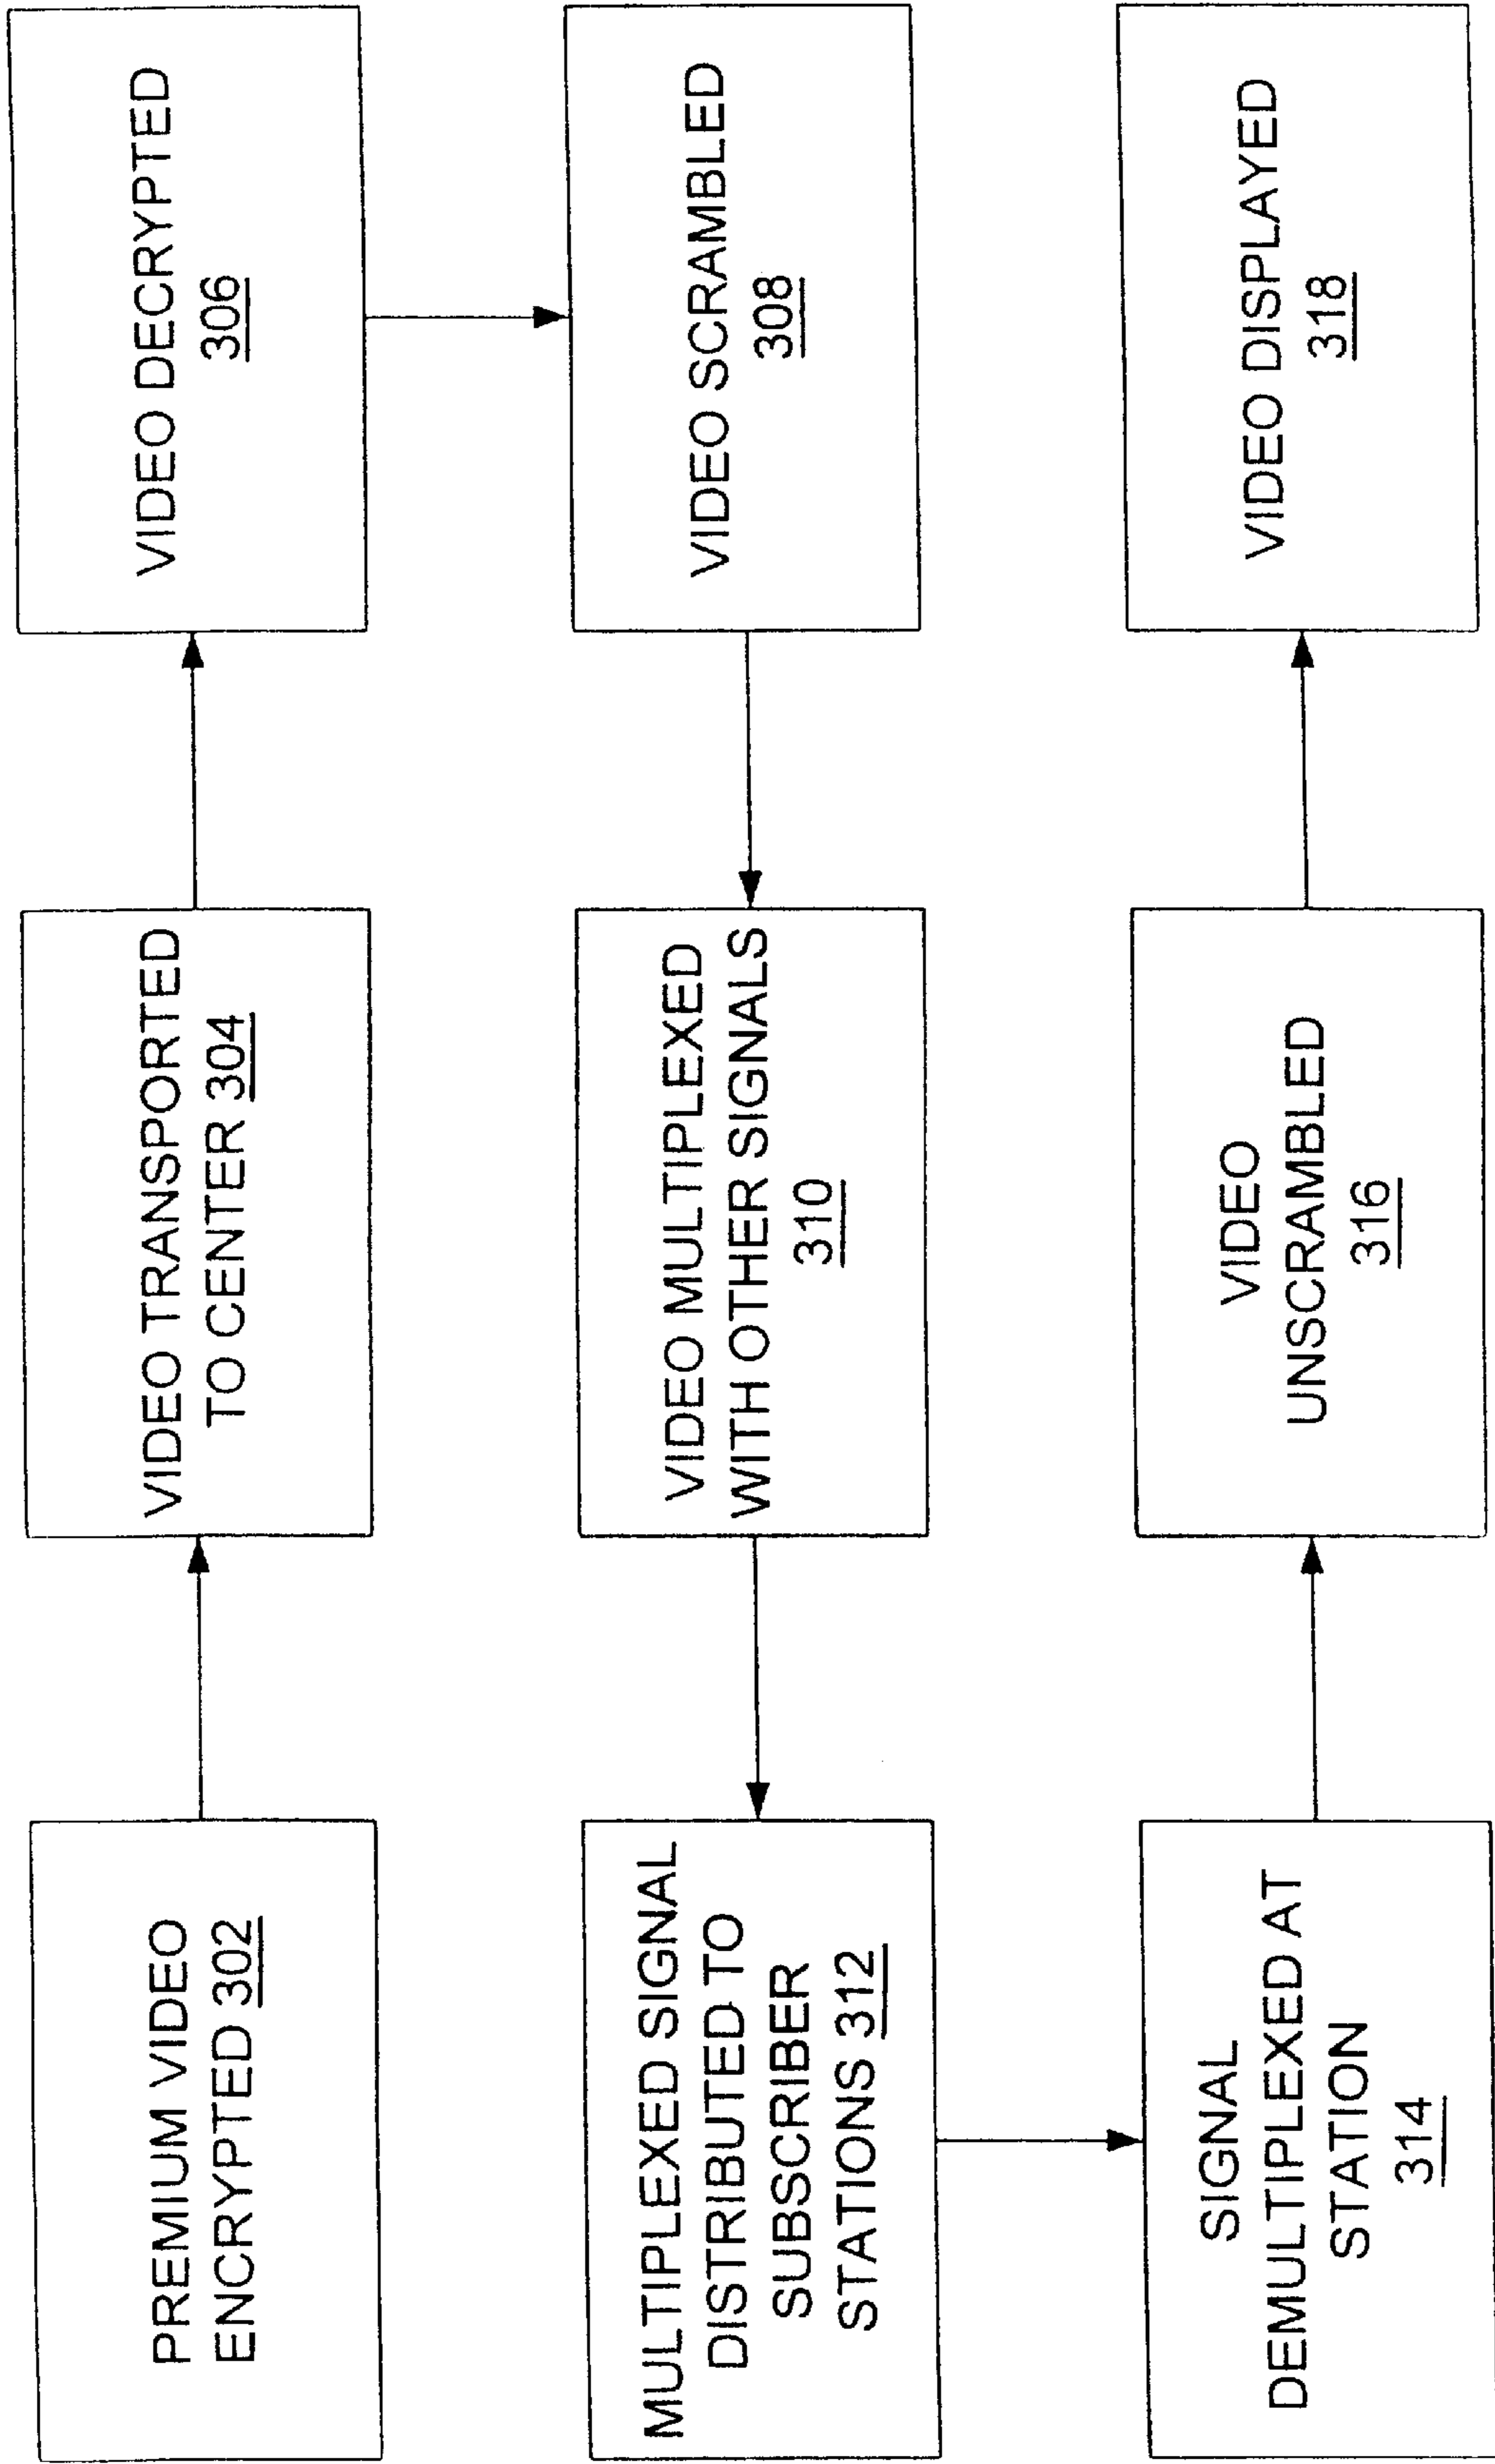 PREMIUM VIDEO
ENCRYPTED 302
VIDEO TRANSPORTED
TO CENTER 304
VIDEO DECRYPTED
306
VIDEO SCRAMBLED
308
VIDEO MULTIPLEXED
WITH OTHER SIGNALS
310
MULTIPLEXED SIGNAL
DISTRIBUTED TO
SUBSCRIBER
STATIONS 312
SIGNAL
DEMULTIPLEXED AT
STATION
314
VIDEO
UNSCRAMBLED
316
VIDEO DISPLAYED
318